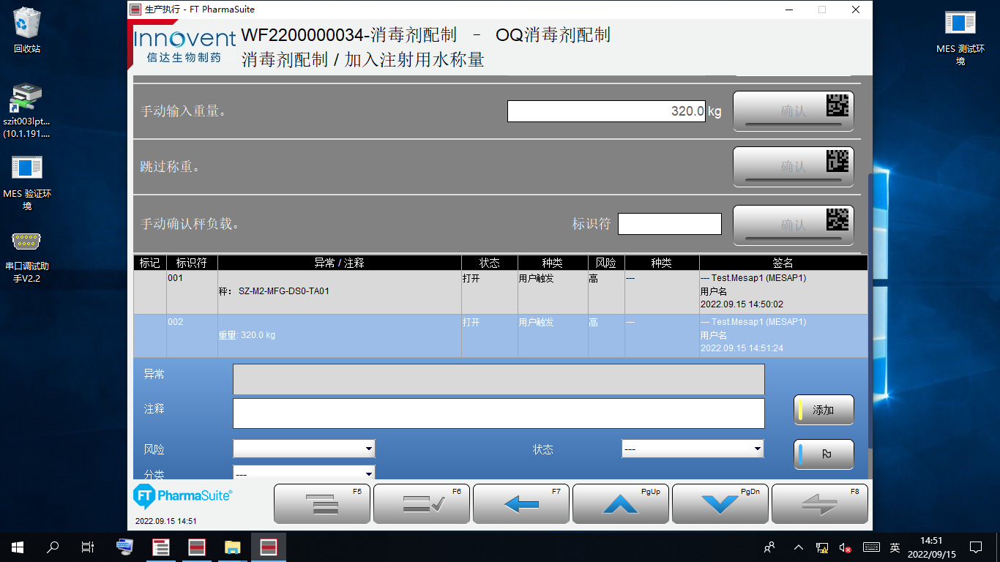 生产执行 - FT PharmaSuite
回收站
szit003lpt...
(10.1.191....
MES 验证环
境
串口调试助
手V2.2
MES 测试环
境
Innovent
信达生物制药
WF2200000034-消毒剂配制 – OQ消毒剂配制
消毒剂配制 / 加入注射用水称量
手动输入重量。 320.0 kg 确认
跳过称重。 确认
手动确认秤负载。 标识符 确认
标记 标识符 异常 / 注释 状态 种类 风险 种类 签名
001 打开 用户触发 高 --- --- Test.Mesap1 (MESAP1)
秤： SZ-M2-MFG-DS0-TA01 用户名
2022.09.15 14:50:02
002 打开 用户触发 高 --- --- Test.Mesap1 (MESAP1)
重量: 320.0 kg 用户名
2022.09.15 14:51:24
异常
注释 添加
风险 状态 ---
分类 ---
FT PharmaSuite®
2022.09.15 14:51
F5 F6 F7 PgUp PgDn F8
英
14:51
2022/09/15